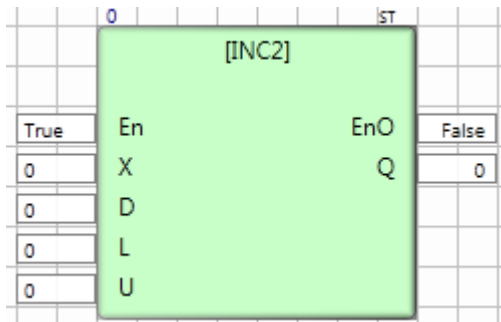 0 ST
[INC2]
True En EnO False
0 X Q 0
0 D
0 L
0 U